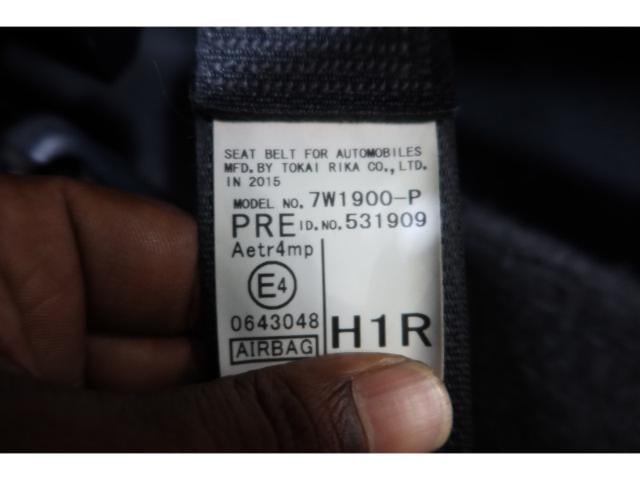 SEAT BELT FOR AUTOMOBILES
MFD. BY TOKAI RIKA CO., LTD.
IN 2015
MODEL NO. 7W1900-P
PRE ID.NO. 531909
Aetr4mp
E4
0643048
AIRBAG
H1R